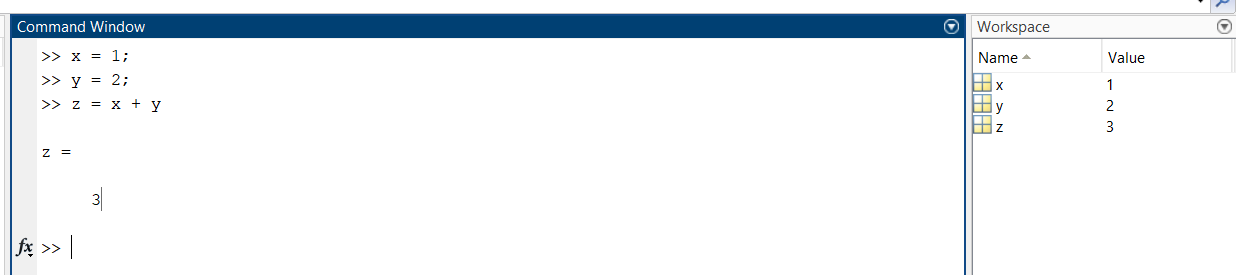 Command Window
>> x = 1;
>> y = 2;
>> z = x + y
z =
3
fx >>
Workspace
Name Value
x 1
y 2
z 3